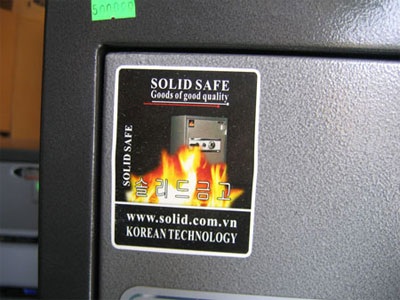 500000
SOLID SAFE
Goods of good quality
SOLID SAFE
솔리드금고
www.solid.com.vn
KOREAN TECHNOLOGY